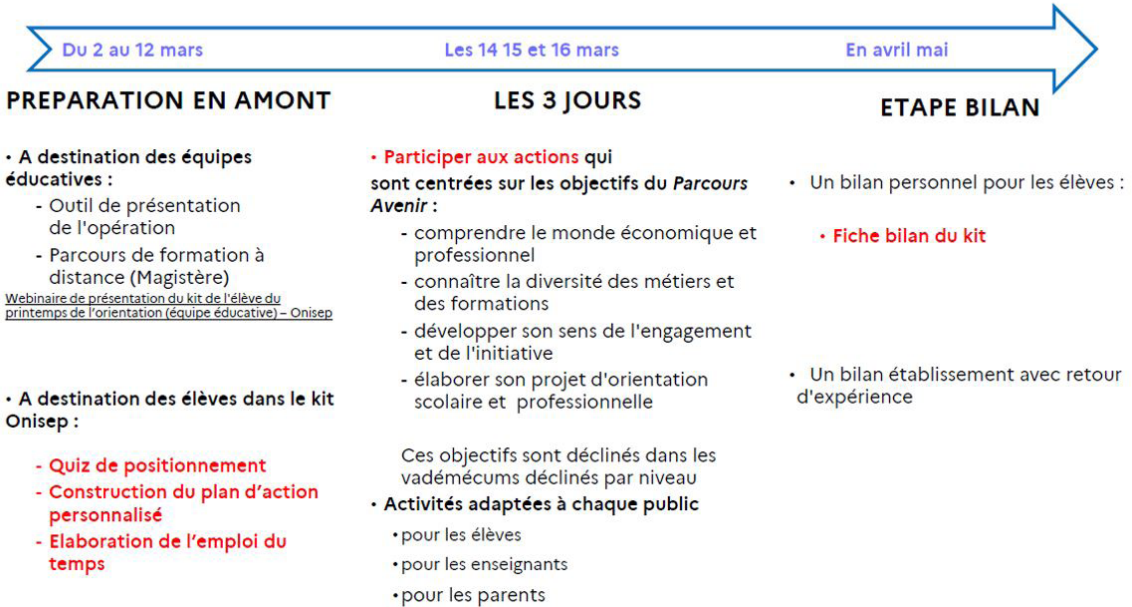 Du 2 au 12 mars
Les 14 15 et 16 mars
En avril mai
PREPARATION EN AMONT
• A destination des équipes
éducatives :
- Outil de présentation
de l'opération
- Parcours de formation à
distance (Magistère)
Webinaire de présentation du kit de l'élève du
printemps de l'orientation (équipe éducative) – Onisep
• A destination des élèves dans le kit
Onisep :
- Quiz de positionnement
- Construction du plan d'action
personnalisé
- Elaboration de l'emploi du
temps
LES 3 JOURS
• Participer aux actions qui
sont centrées sur les objectifs du Parcours
Avenir :
- comprendre le monde économique et
professionnel
- connaître la diversité des métiers et
des formations
- développer son sens de l'engagement
et de l'initiative
- élaborer son projet d'orientation
scolaire et professionnelle
Ces objectifs sont déclinés dans les
vadémécums déclinés par niveau
• Activités adaptées à chaque public
• pour les élèves
• pour les enseignants
• pour les parents
ETAPE BILAN
• Un bilan personnel pour les élèves :
• Fiche bilan du kit
• Un bilan établissement avec retour
d'expérience